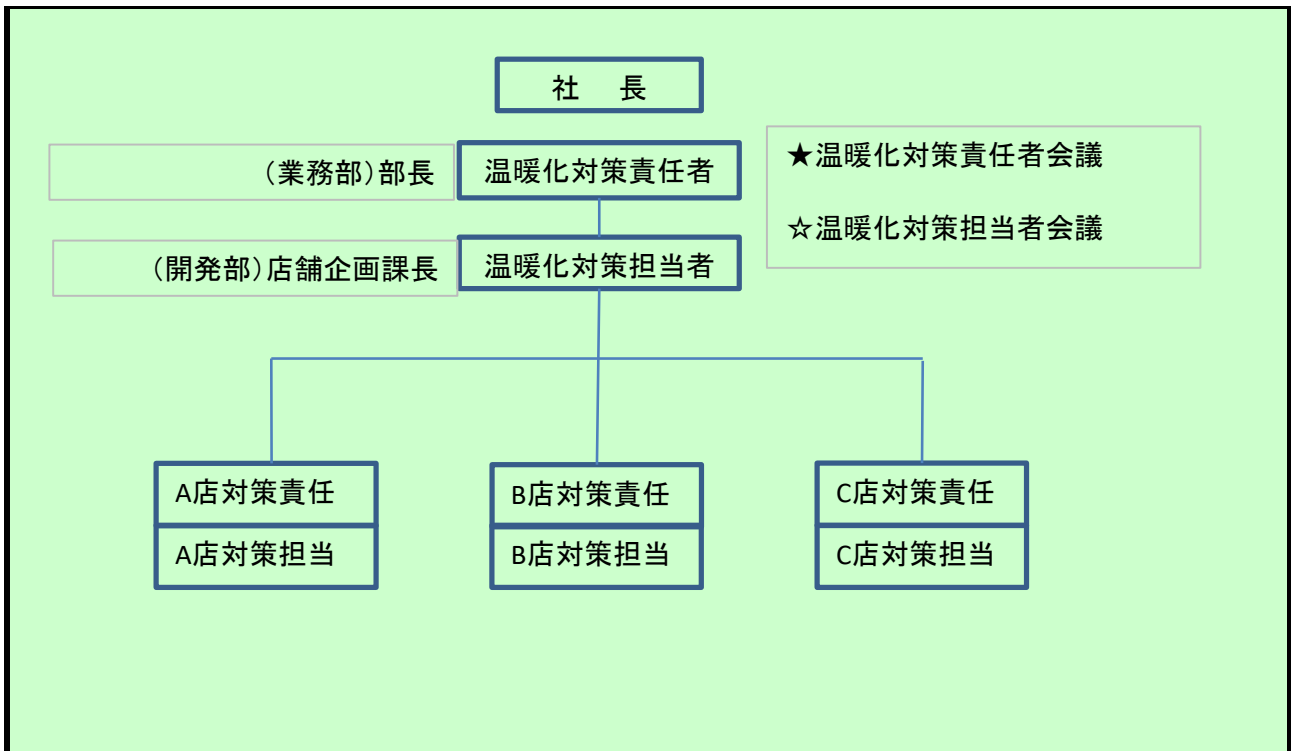 社　長
（業務部）部長
温暖化対策責任者
★温暖化対策責任者会議
☆温暖化対策担当者会議
（開発部）店舗企画課長
温暖化対策担当者
A店対策責任
B店対策責任
C店対策責任
A店対策担当
B店対策担当
C店対策担当